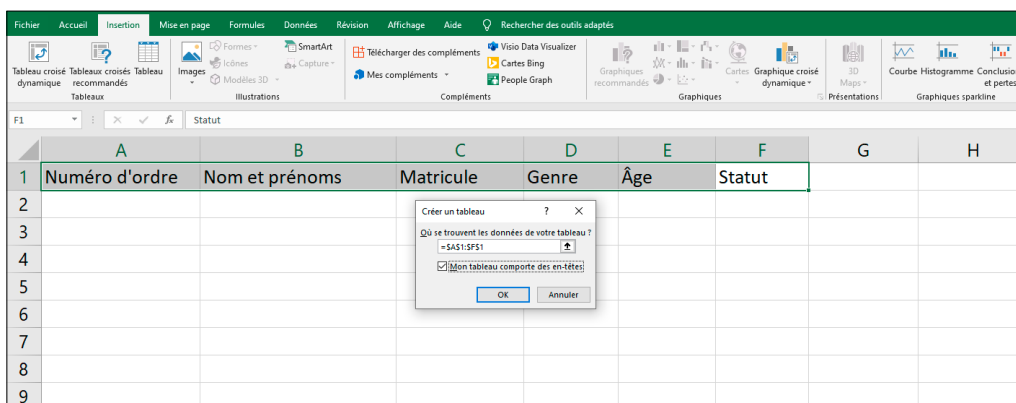 Fichier Accueil Insertion Mise en page Formules Données Révision Affichage Aide Rechercher des outils adaptés
Tableau croisé dynamique
Tableaux croisés recommandés
Tableau
Tableaux
Images
Formes
Icônes
Modèles 3D
SmartArt
Capture
Illustrations
Télécharger des compléments
Mes compléments
Visio Data Visualizer
Cartes Bing
People Graph
Compléments
Graphiques recommandés
Cartes
Graphique croisé dynamique
Graphiques
3D Maps
Présentations
Courbe Histogramme Conclusio
et pertes
Graphiques sparkline
F1 fx Statut
A B C D E F G H
1 Numéro d'ordre Nom et prénoms Matricule Genre Âge Statut
2
3
4
5
6
7
8
9
Créer un tableau ? ×
Où se trouvent les données de votre tableau ?
=$A$1:$F$1
Mon tableau comporte des en-têtes
OK Annuler